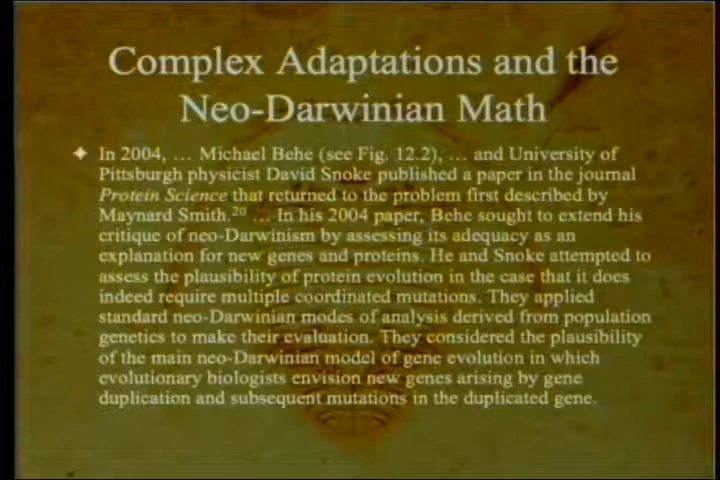 Complex Adaptations and the
Neo-Darwinian Math
In 2004, … Michael Behe (see Fig. 12.2), … and University of
Pittsburgh physicist David Snoke published a paper in the journal
Protein Science that returned to the problem first described by
Maynard Smith.²⁰ … In his 2004 paper, Behe sought to extend his
critique of neo-Darwinism by assessing its adequacy as an
explanation for new genes and proteins. He and Snoke attempted to
assess the plausibility of protein evolution in the case that it does
indeed require multiple coordinated mutations. They applied
standard neo-Darwinian modes of analysis derived from population
genetics to make their evaluation. They considered the plausibility
of the main neo-Darwinian model of gene evolution in which
evolutionary biologists envision new genes arising by gene
duplication and subsequent mutations in the duplicated gene.